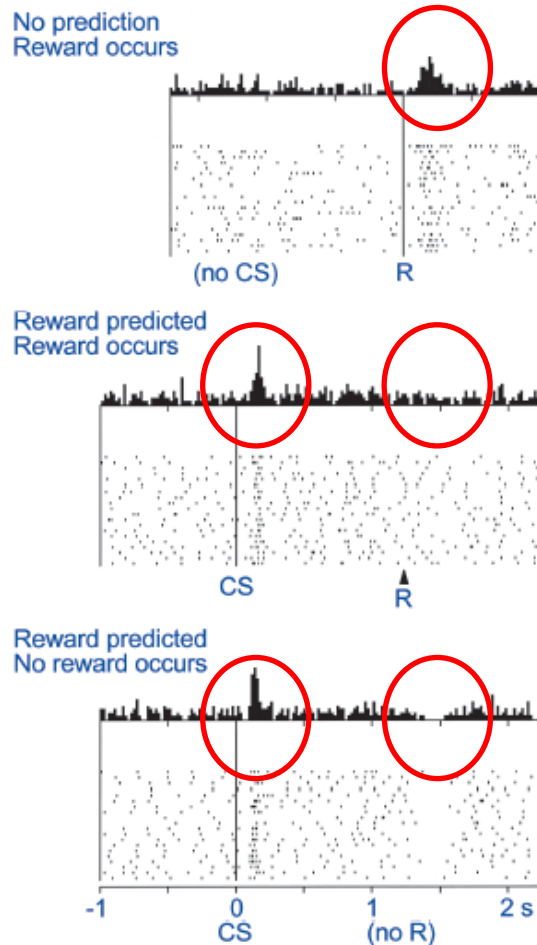 No prediction
Reward occurs
(no CS) R
Reward predicted
Reward occurs
CS R
Reward predicted
No reward occurs
-1 0 1 2 s
CS (no R)